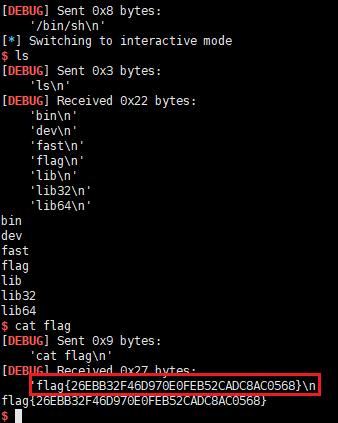 [DEBUG] Sent 0x8 bytes:
    '/bin/sh\n'
[*] Switching to interactive mode
$ ls
[DEBUG] Sent 0x3 bytes:
    'ls\n'
[DEBUG] Received 0x22 bytes:
    'bin\n'
    'dev\n'
    'fast\n'
    'flag\n'
    'lib\n'
    'lib32\n'
    'lib64\n'
bin
dev
fast
flag
lib
lib32
lib64
$ cat flag
[DEBUG] Sent 0x9 bytes:
    'cat flag\n'
[DEBUG] Received 0x27 bytes:
    'flag{26EBB32F46D970E0FEB52CADC8AC0568}\n
flag{26EBB32F46D970E0FEB52CADC8AC0568}
$